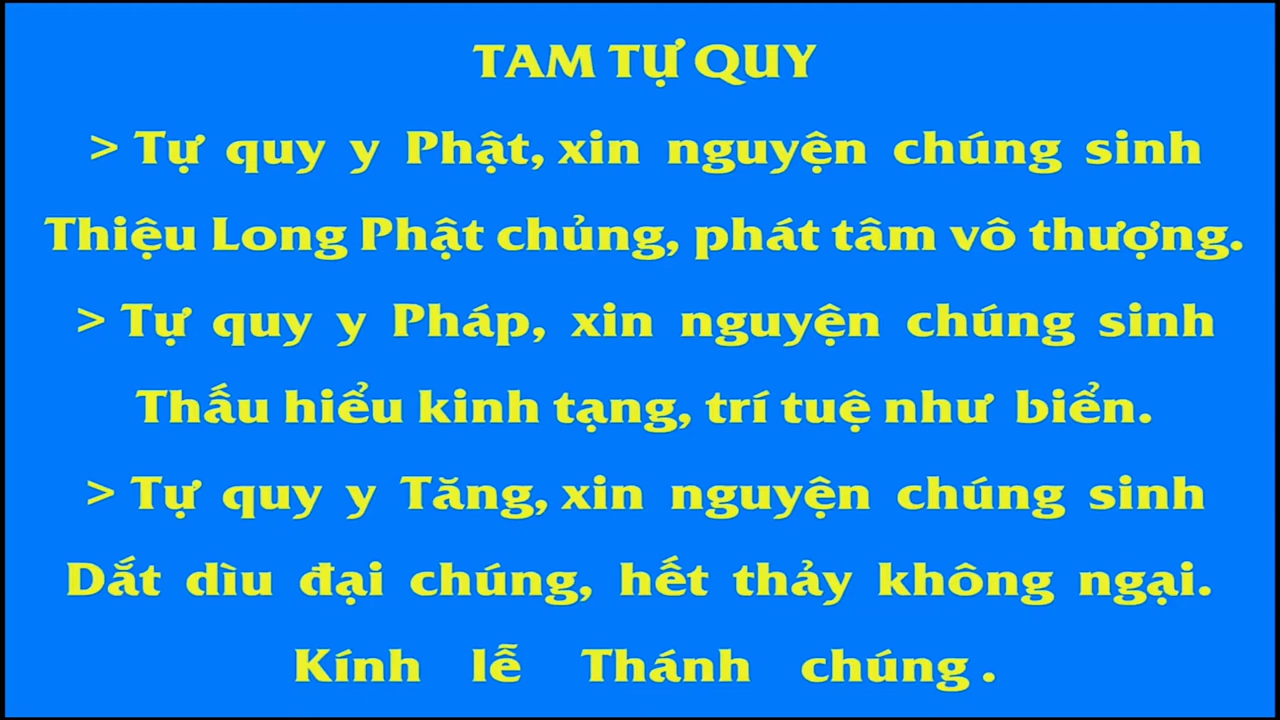 TAM TỰ QUY
> Tự quy y Phật, xin nguyện chúng sinh
Thiệu Long Phật chủng, phát tâm vô thượng.
> Tự quy y Pháp, xin nguyện chúng sinh
Thấu hiểu kinh tạng, trí tuệ như biển.
> Tự quy y Tăng, xin nguyện chúng sinh
Dắt dìu đại chúng, hết thảy không ngại.
Kính lễ Thánh chúng .